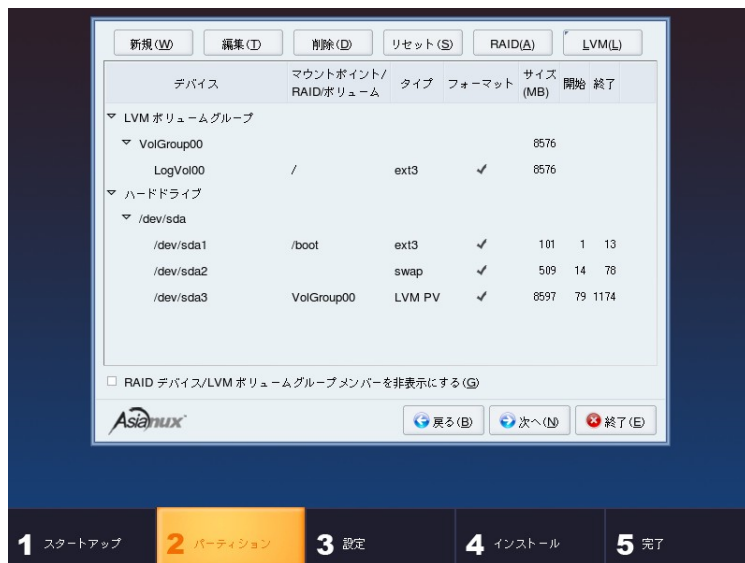 新規(W) 編集(T) 削除(D) リセット(S) RAID(A) LVM(L)
デバイス マウントポイント/RAID/ボリューム タイプ フォーマット サイズ(MB) 開始 終了
LVM ボリュームグループ
VolGroup00 8576
LogVol00 / ext3 ✓ 8576
ハードドライブ
/dev/sda
/dev/sda1 /boot ext3 ✓ 101 1 13
/dev/sda2 swap ✓ 509 14 78
/dev/sda3 VolGroup00 LVM PV ✓ 8597 79 1174
RAID デバイス/LVM ボリュームグループメンバーを非表示にする(G)
Asianux 戻る(B) 次へ(N) 終了(E)
1 スタートアップ 2 パーティション 3 設定 4 インストール 5 完了